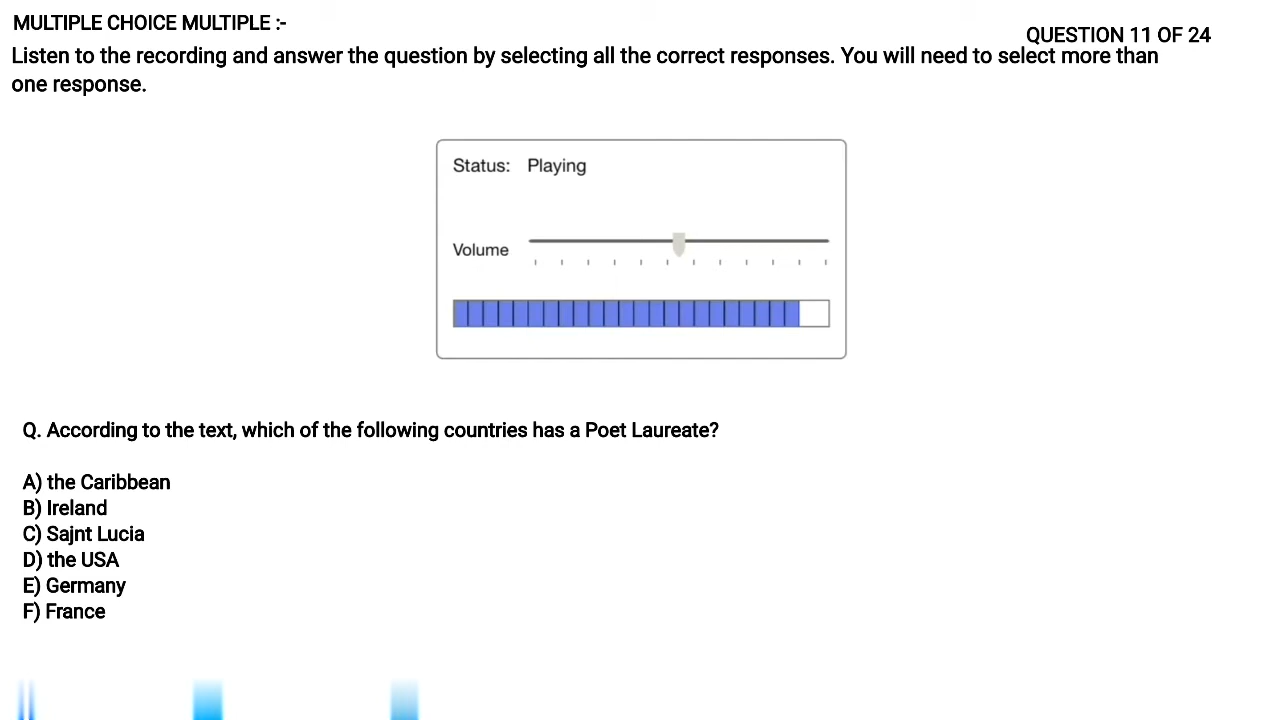 MULTIPLE CHOICE MULTIPLE :-
QUESTION 11 OF 24
Listen to the recording and answer the question by selecting all the correct responses. You will need to select more than
one response.
Status: Playing
Volume
Q. According to the text, which of the following countries has a Poet Laureate?
A) the Caribbean
B) Ireland
C) Sajnt Lucia
D) the USA
E) Germany
F) France